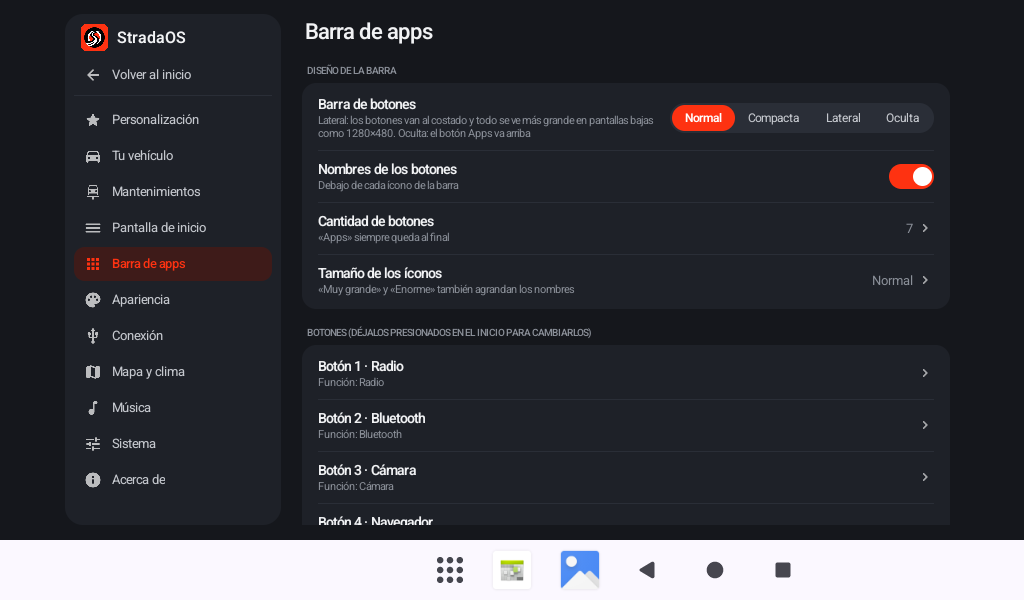 StradaOS
Volver al inicio
Personalización
Tu vehículo
Mantenimientos
Pantalla de inicio
Barra de apps
Apariencia
Conexión
Mapa y clima
Música
Sistema
Acerca de
Barra de apps
DISEÑO DE LA BARRA
Barra de botones
Lateral: los botones van al costado y todo se ve más grande en pantallas bajas
como 1280×480. Oculta: el botón Apps va arriba
Normal
Compacta
Lateral
Oculta
Nombres de los botones
Debajo de cada ícono de la barra
Cantidad de botones
«Apps» siempre queda al final
7
Tamaño de los íconos
«Muy grande» y «Enorme» también agrandan los nombres
Normal
BOTONES (DÉJALOS PRESIONADOS EN EL INICIO PARA CAMBIARLOS)
Botón 1 · Radio
Función: Radio
Botón 2 · Bluetooth
Función: Bluetooth
Botón 3 · Cámara
Función: Cámara
Botón 4 · Navegador